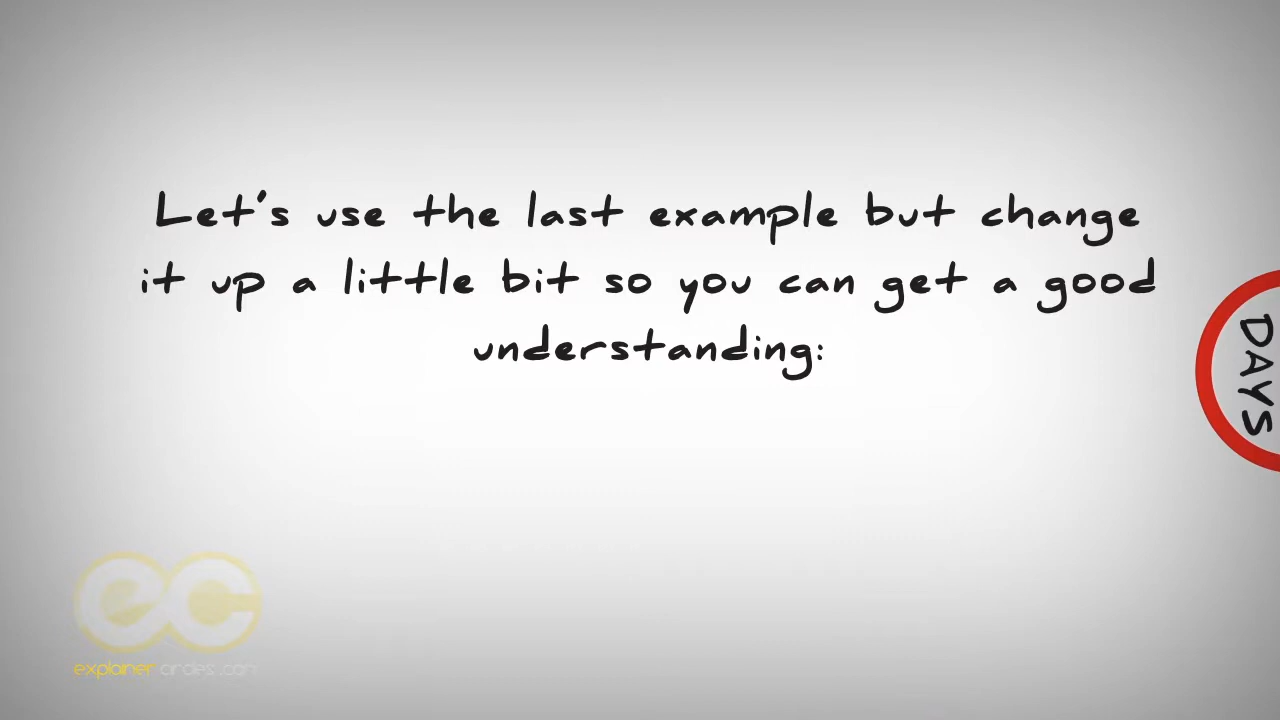 Let's use the last example but change
it up a little bit so you can get a good
understanding:
DAYS
ec
explainer circles.com